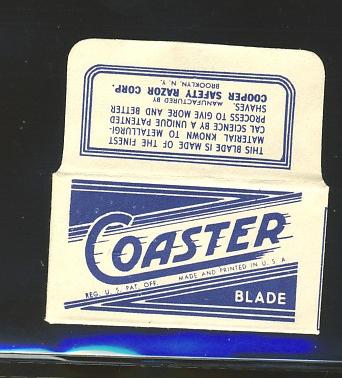 THIS BLADE IS MADE OF THE FINEST
MATERIAL KNOWN TO METALLURGI-
CAL SCIENCE BY A UNIQUE PATENTED
PROCESS TO GIVE MORE AND BETTER
SHAVES.
MANUFACTURED BY
COOPER SAFETY RAZOR CORP.
BROOKLYN, N. Y.
COASTER
REG. U. S. PAT. OFF. MADE AND PRINTED IN U. S. A
BLADE